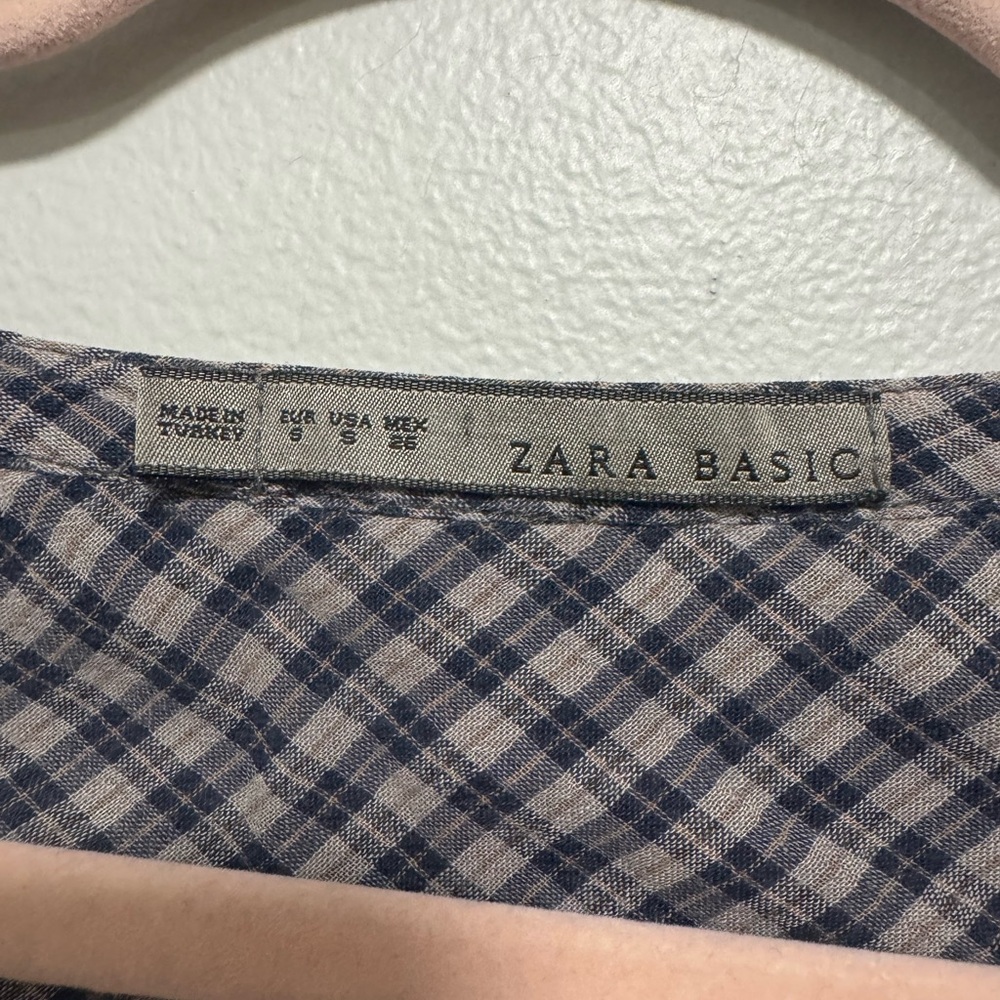 MADE IN
TURKEY
EUR USA MEX
S S 26
ZARA BASIC